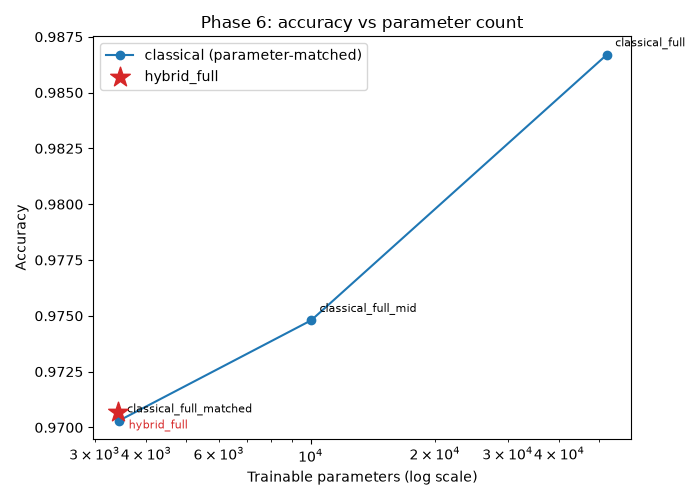 Phase 6: accuracy vs parameter count
classical (parameter-matched)
hybrid_full
classical_full
classical_full_mid
classical_full_matched
hybrid_full
Accuracy
0.9875
0.9850
0.9825
0.9800
0.9775
0.9750
0.9725
0.9700
3 × 10³ 4 × 10³ 6 × 10³ 10⁴ 2 × 10⁴ 3 × 10⁴ 4 × 10⁴
Trainable parameters (log scale)